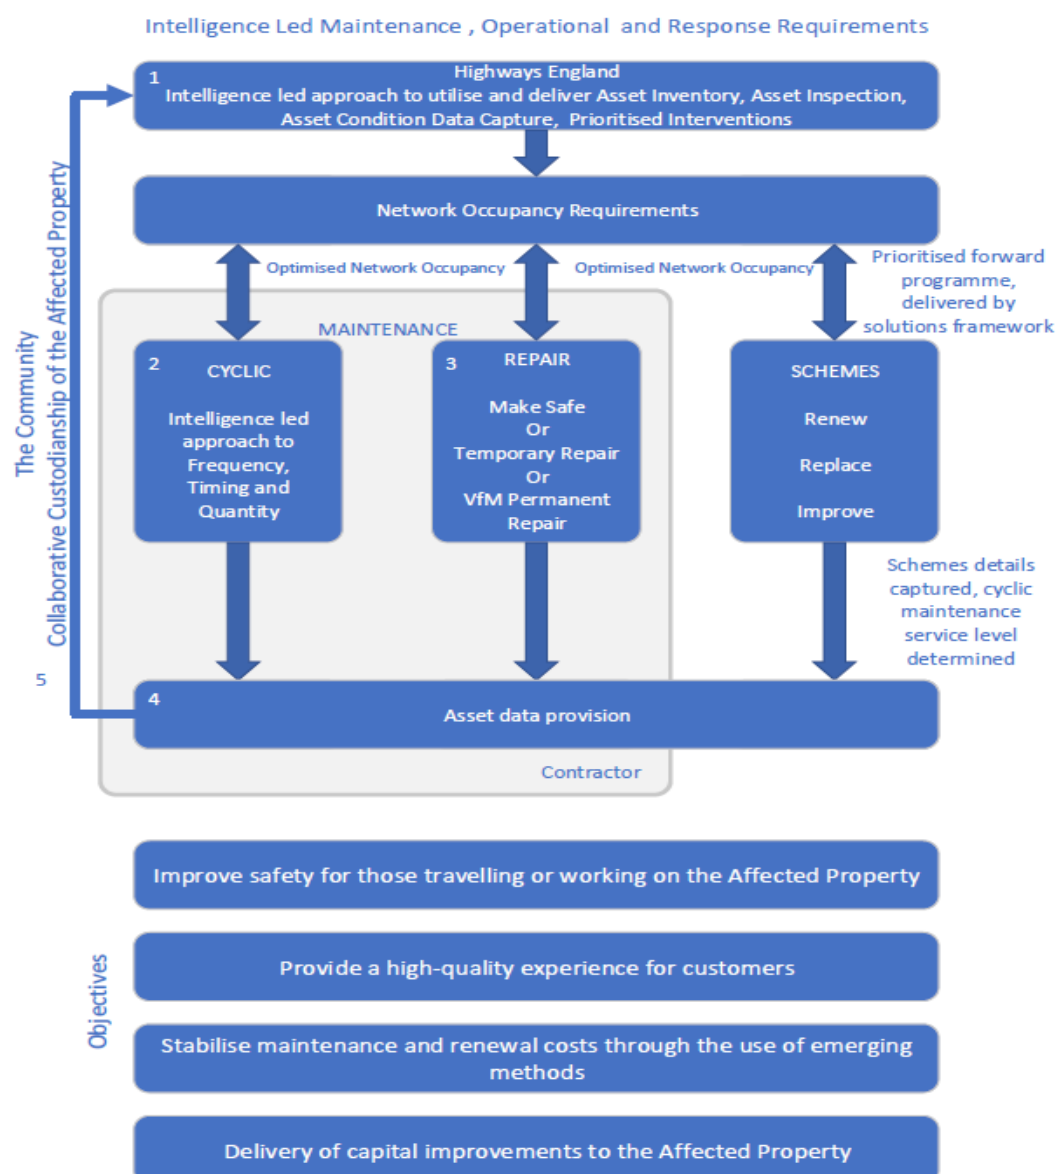 Intelligence Led Maintenance , Operational and Response Requirements
1
Highways England
Intelligence led approach to utilise and deliver Asset Inventory, Asset Inspection,
Asset Condition Data Capture, Prioritised Interventions
Network Occupancy Requirements
Optimised Network Occupancy
Optimised Network Occupancy
Prioritised forward
programme,
delivered by
solutions framework
The Community
Collaborative Custodianship of the Affected Property
5
MAINTENANCE
2
CYCLIC
Intelligence led
approach to
Frequency,
Timing and
Quantity
3
REPAIR
Make Safe
Or
Temporary Repair
Or
VfM Permanent
Repair
SCHEMES
Renew
Replace
Improve
Schemes details
captured, cyclic
maintenance
service level
determined
4
Asset data provision
Contractor
Objectives
Improve safety for those travelling or working on the Affected Property
Provide a high-quality experience for customers
Stabilise maintenance and renewal costs through the use of emerging
methods
Delivery of capital improvements to the Affected Property